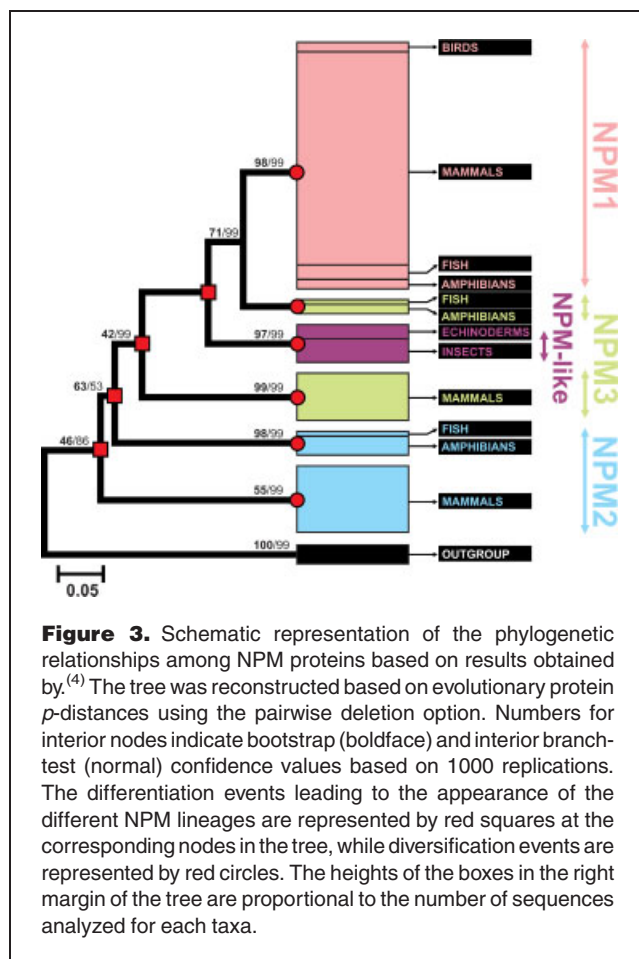 BIRDS
NPM1
98/99
MAMMALS
71/99
FISH
AMPHIBIANS
FISH
AMPHIBIANS
NPM3
42/99
97/99
ECHINODERMS
INSECTS
NPM-like
63/53
99/99
MAMMALS
46/86
98/99
FISH
AMPHIBIANS
NPM2
55/99
MAMMALS
100/99
OUTGROUP
0.05
Figure 3. Schematic representation of the phylogenetic
relationships among NPM proteins based on results obtained
by.(4) The tree was reconstructed based on evolutionary protein
p-distances using the pairwise deletion option. Numbers for
interior nodes indicate bootstrap (boldface) and interior branch-
test (normal) confidence values based on 1000 replications.
The differentiation events leading to the appearance of the
different NPM lineages are represented by red squares at the
corresponding nodes in the tree, while diversification events are
represented by red circles. The heights of the boxes in the right
margin of the tree are proportional to the number of sequences
analyzed for each taxa.